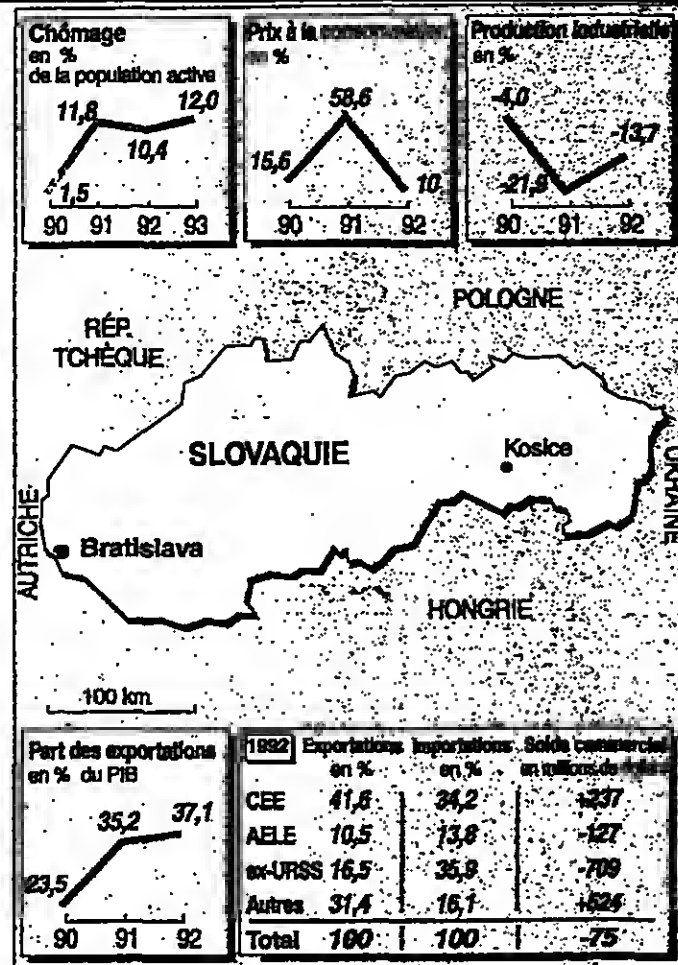 Chômage
en %
de la population active
11,8
12,0
10,4
1,5
90 91 92 93
Prix à la consommation
en %
58,6
15,6
10
90 91 92
Production industrielle
en %
-4,0
-13,7
-21,9
90 91 92
POLOGNE
RÉP.
TCHÈQUE
SLOVAQUIE
Kosice
UKRAINE
AUTRICHE
Bratislava
HONGRIE
100 km
Part des exportations
en % du PIB
35,2
37,1
23,5
90 91 92
1992 Exportations Importations Solde commercial
en % en % en millions de
CEE 41,6 34,2 +237
AELE 10,5 13,8 -127
ex-URSS 16,5 35,9 -709
Autres 31,4 16,1 +524
Total 100 100 -75